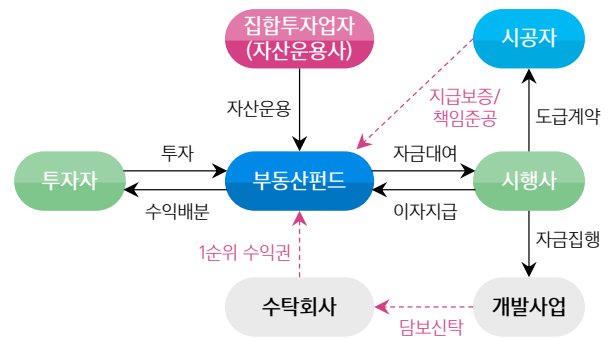 집합투자업자
(자산운용사)
시공자
자산운용
지급보증/
책임준공
도급계약
투자
자금대여
투자자
부동산펀드
시행사
수익배분
이자지급
1순위 수익권
자금집행
수탁회사
개발사업
담보신탁